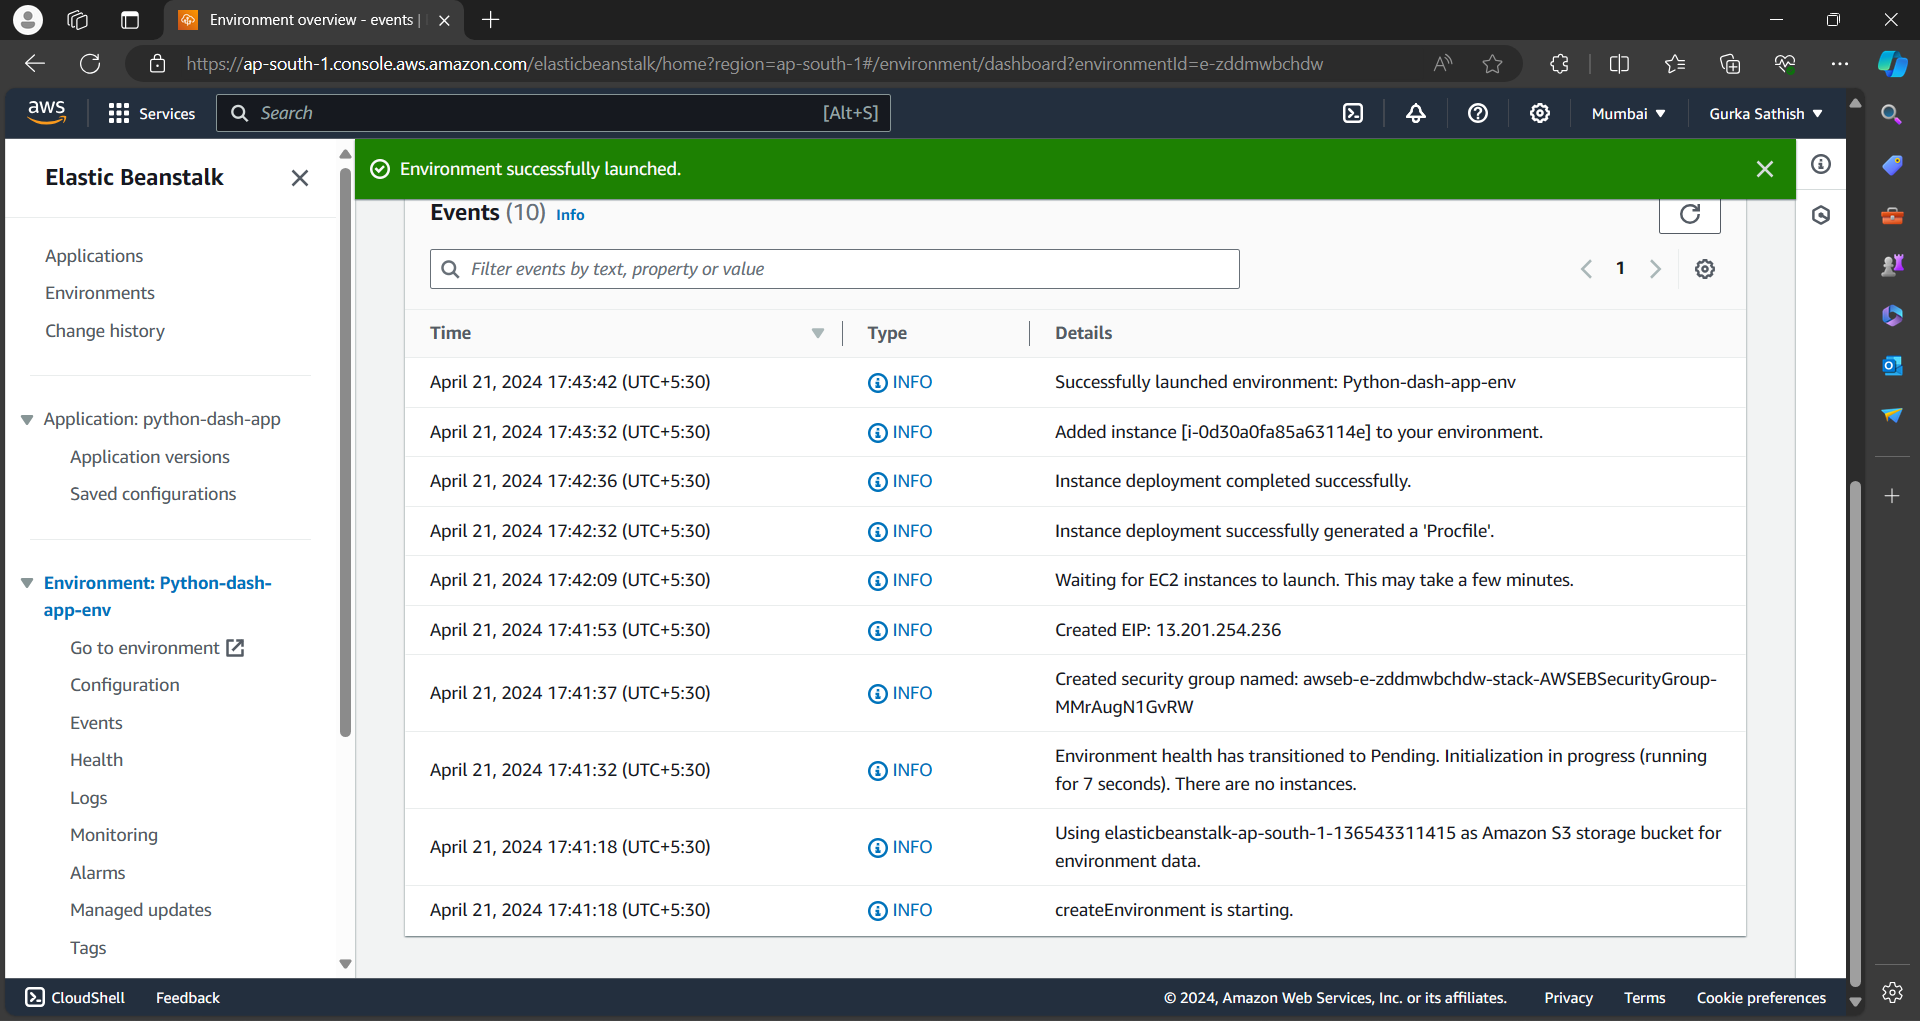 Environment overview - events |
https://ap-south-1.console.aws.amazon.com/elasticbeanstalk/home?region=ap-south-1#/environment/dashboard?environmentId=e-zddmwbchdw
aws Services Search [Alt+S] Mumbai Gurka Sathish
Elastic Beanstalk
Applications
Environments
Change history
Application: python-dash-app
Application versions
Saved configurations
Environment: Python-dash-
app-env
Go to environment
Configuration
Events
Health
Logs
Monitoring
Alarms
Managed updates
Tags
Environment successfully launched.
Events (10) Info
Filter events by text, property or value
1
Time Type Details
April 21, 2024 17:43:42 (UTC+5:30) INFO Successfully launched environment: Python-dash-app-env
April 21, 2024 17:43:32 (UTC+5:30) INFO Added instance [i-0d30a0fa85a63114e] to your environment.
April 21, 2024 17:42:36 (UTC+5:30) INFO Instance deployment completed successfully.
April 21, 2024 17:42:32 (UTC+5:30) INFO Instance deployment successfully generated a 'Procfile'.
April 21, 2024 17:42:09 (UTC+5:30) INFO Waiting for EC2 instances to launch. This may take a few minutes.
April 21, 2024 17:41:53 (UTC+5:30) INFO Created EIP: 13.201.254.236
April 21, 2024 17:41:37 (UTC+5:30) INFO Created security group named: awseb-e-zddmwbchdw-stack-AWSEBSecurityGroup-
MMrAugN1GvRW
April 21, 2024 17:41:32 (UTC+5:30) INFO Environment health has transitioned to Pending. Initialization in progress (running
for 7 seconds). There are no instances.
April 21, 2024 17:41:18 (UTC+5:30) INFO Using elasticbeanstalk-ap-south-1-136543311415 as Amazon S3 storage bucket for
environment data.
April 21, 2024 17:41:18 (UTC+5:30) INFO createEnvironment is starting.
CloudShell Feedback © 2024, Amazon Web Services, Inc. or its affiliates. Privacy Terms Cookie preferences